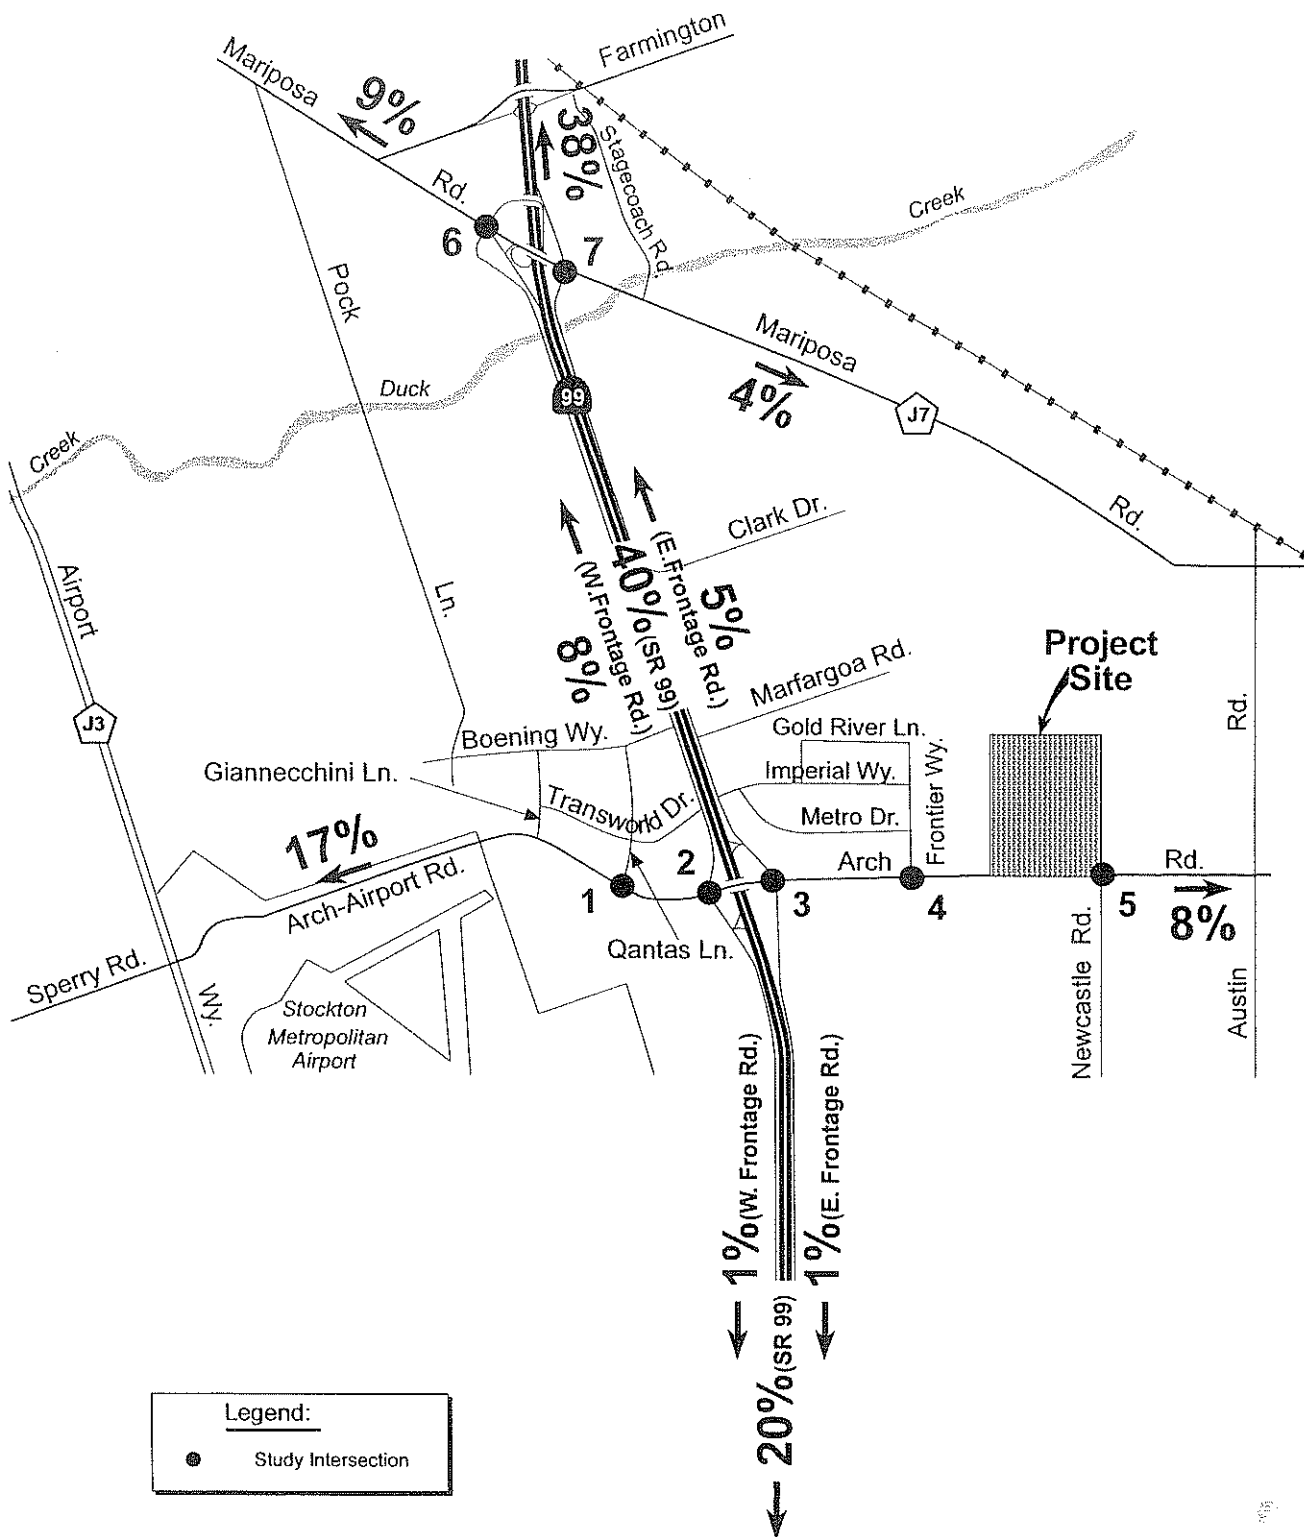 Farmington
Mariposa
9%
38%
Stagecoach Rd.
Rd.
6
7
Creek
Pock
Mariposa
4%
Duck
99
J7
Creek
Rd.
Clark Dr.
Airport
Ln.
40%(SR 99)
(E.Frontage Rd.)
5%
(W.Frontage Rd.)
8%
Project
Site
Marfargoa Rd.
Rd.
J3
Boening Wy.
Gold River Ln.
Giannecchini Ln.
Imperial Wy.
Frontier Wy.
Transworld Dr.
Metro Dr.
17%
2
Arch
Rd.
1
3
4
5
8%
Arch-Airport Rd.
Qantas Ln.
Sperry Rd.
Wy.
Stockton
Metropolitan
Airport
Newcastle Rd.
Austin
1%(W. Frontage Rd.)
1%(E. Frontage Rd.)
20%(SR 99)
Legend:
Study Intersection